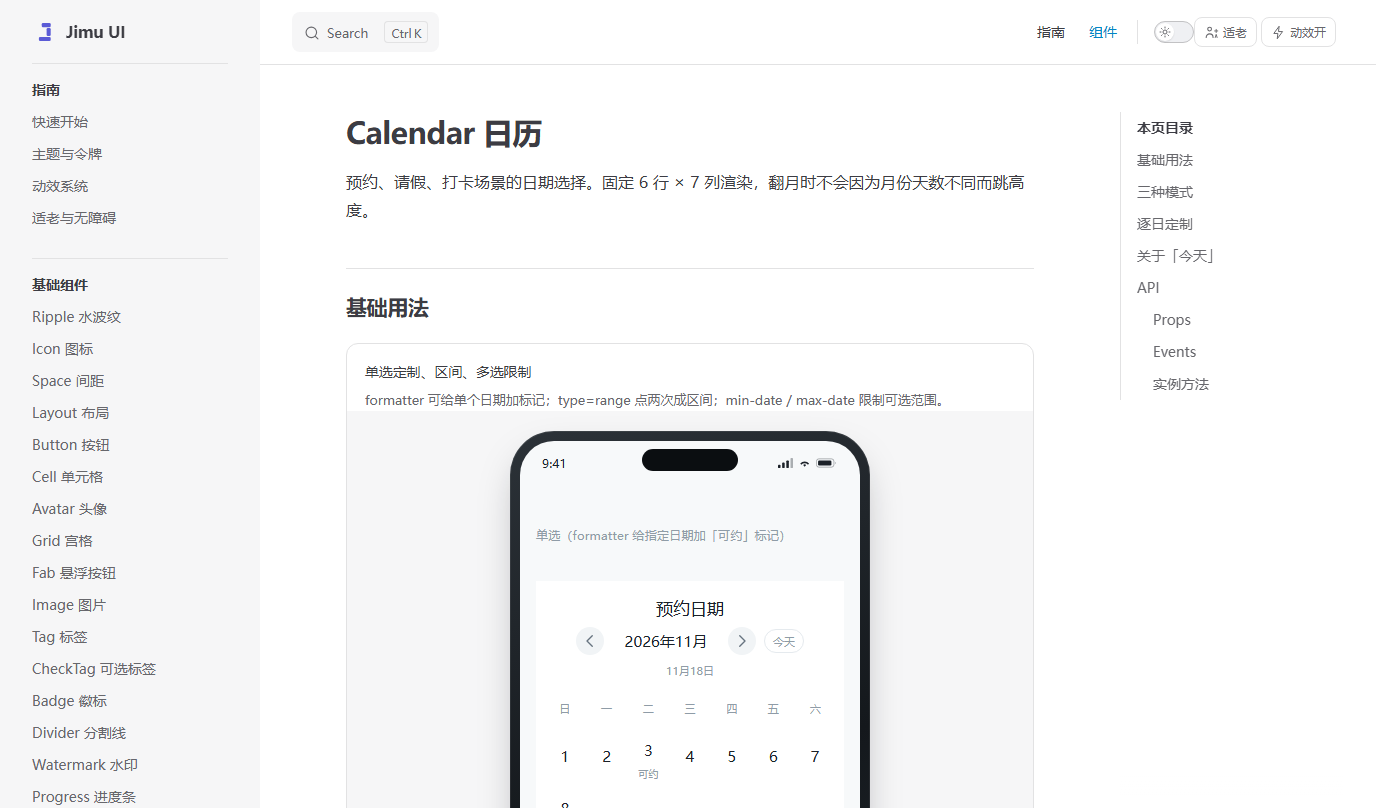 Jimu UI
Search Ctrl K
指南 组件 适老 动效开
指南
快速开始
主题与令牌
动效系统
适老与无障碍
基础组件
Ripple 水波纹
Icon 图标
Space 间距
Layout 布局
Button 按钮
Cell 单元格
Avatar 头像
Grid 宫格
Fab 悬浮按钮
Image 图片
Tag 标签
CheckTag 可选标签
Badge 徽标
Divider 分割线
Watermark 水印
Progress 进度条
Calendar 日历
预约、请假、打卡场景的日期选择。固定 6 行 × 7 列渲染，翻月时不会因为月份天数不同而跳高
度。
基础用法
单选定制、区间、多选限制
formatter 可给单个日期加标记；type=range 点两次成区间；min-date / max-date 限制可选范围。
9:41
单选（formatter 给指定日期加「可约」标记）
预约日期
2026年11月 今天
11月18日
日 一 二 三 四 五 六
1 2 3 4 5 6 7
可约
8
本页目录
基础用法
三种模式
逐日定制
关于「今天」
API
Props
Events
实例方法